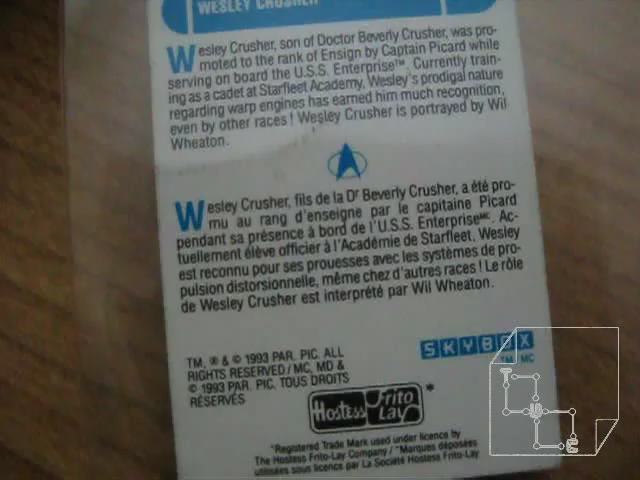 WESLEY CRUSHER
Wesley Crusher, son of Doctor Beverly Crusher, was pro-
moted to the rank of Ensign by Captain Picard while
serving on board the U.S.S. Enterprise™. Currently train-
ing as a cadet at Starfleet Academy, Wesley's prodigal nature
regarding warp engines has earned him much recognition,
even by other races ! Wesley Crusher is portrayed by Wil
Wheaton.
Wesley Crusher, fils de la Dr Beverly Crusher, a été pro-
mu au rang d'enseigne par le capitaine Picard
pendant sa présence à bord de l'U.S.S. Enterprise MC. Ac-
tuellement élève officier à l'Académie de Starfleet, Wesley
est reconnu pour ses prouesses avec les systèmes de pro-
pulsion distorsionnelle, même chez d'autres races ! Le rôle
de Wesley Crusher est interprété par Wil Wheaton.
TM, ® & © 1993 PAR. PIC. ALL
RIGHTS RESERVED / MC, MD &
© 1993 PAR. PIC. TOUS DROITS
RÉSERVÉS
SKYBOX
TM MC
Hostess Frito Lay *
*Registered Trade Mark used under licence by
The Hostess Frito-Lay Company / *Marques déposées
utilisées sous licence par La Société Hostess Frito-Lay